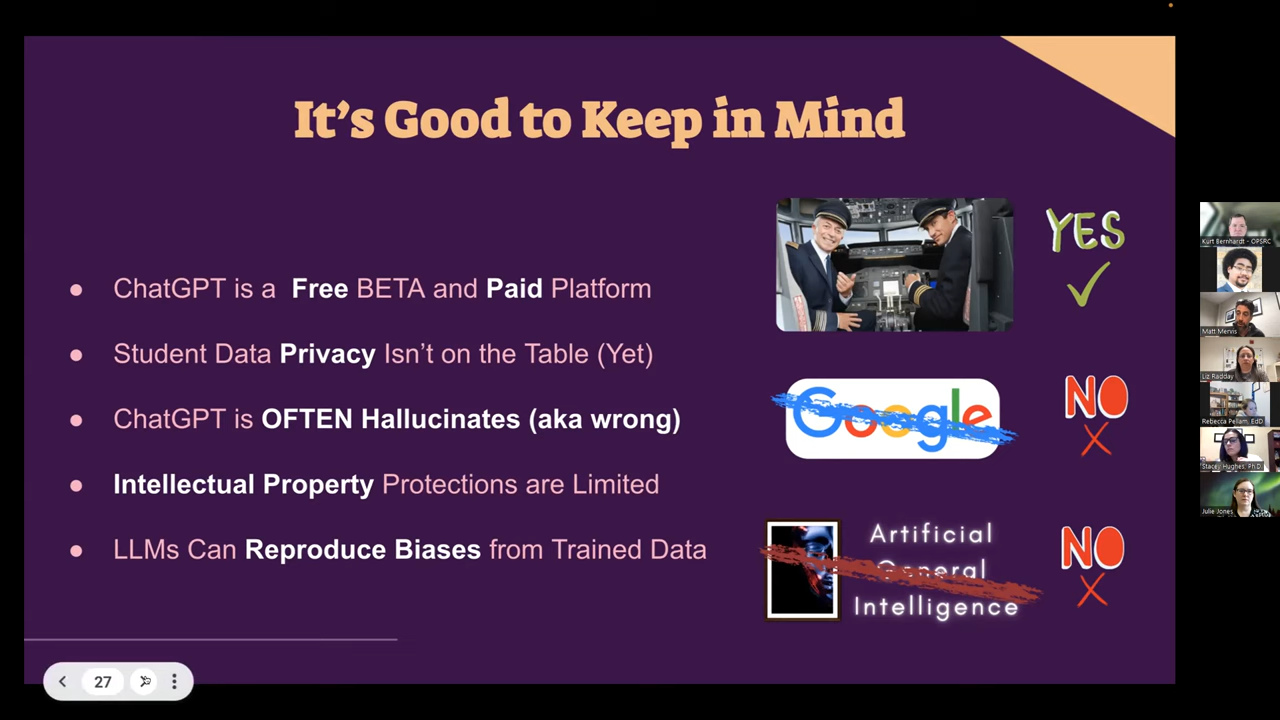 It's Good to Keep in Mind
● ChatGPT is a Free BETA and Paid Platform
● Student Data Privacy Isn't on the Table (Yet)
● ChatGPT is OFTEN Hallucinates (aka wrong)
● Intellectual Property Protections are Limited
● LLMs Can Reproduce Biases from Trained Data
YES
Google
NO
Artificial
General
Intelligence
NO
27
Kurt Bernhardt - OPSRC
Matt Mervis
Liz Radday
Rebecca Pellam, EdD
Stacey Hughes, Ph.D.
Julie Jones